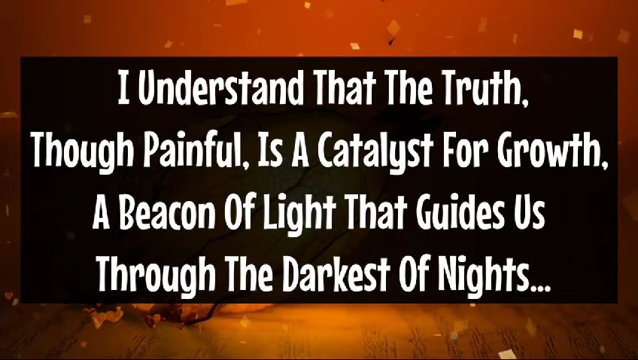 I Understand That The Truth,
Though Painful, Is A Catalyst For Growth,
A Beacon Of Light That Guides Us
Through The Darkest Of Nights...